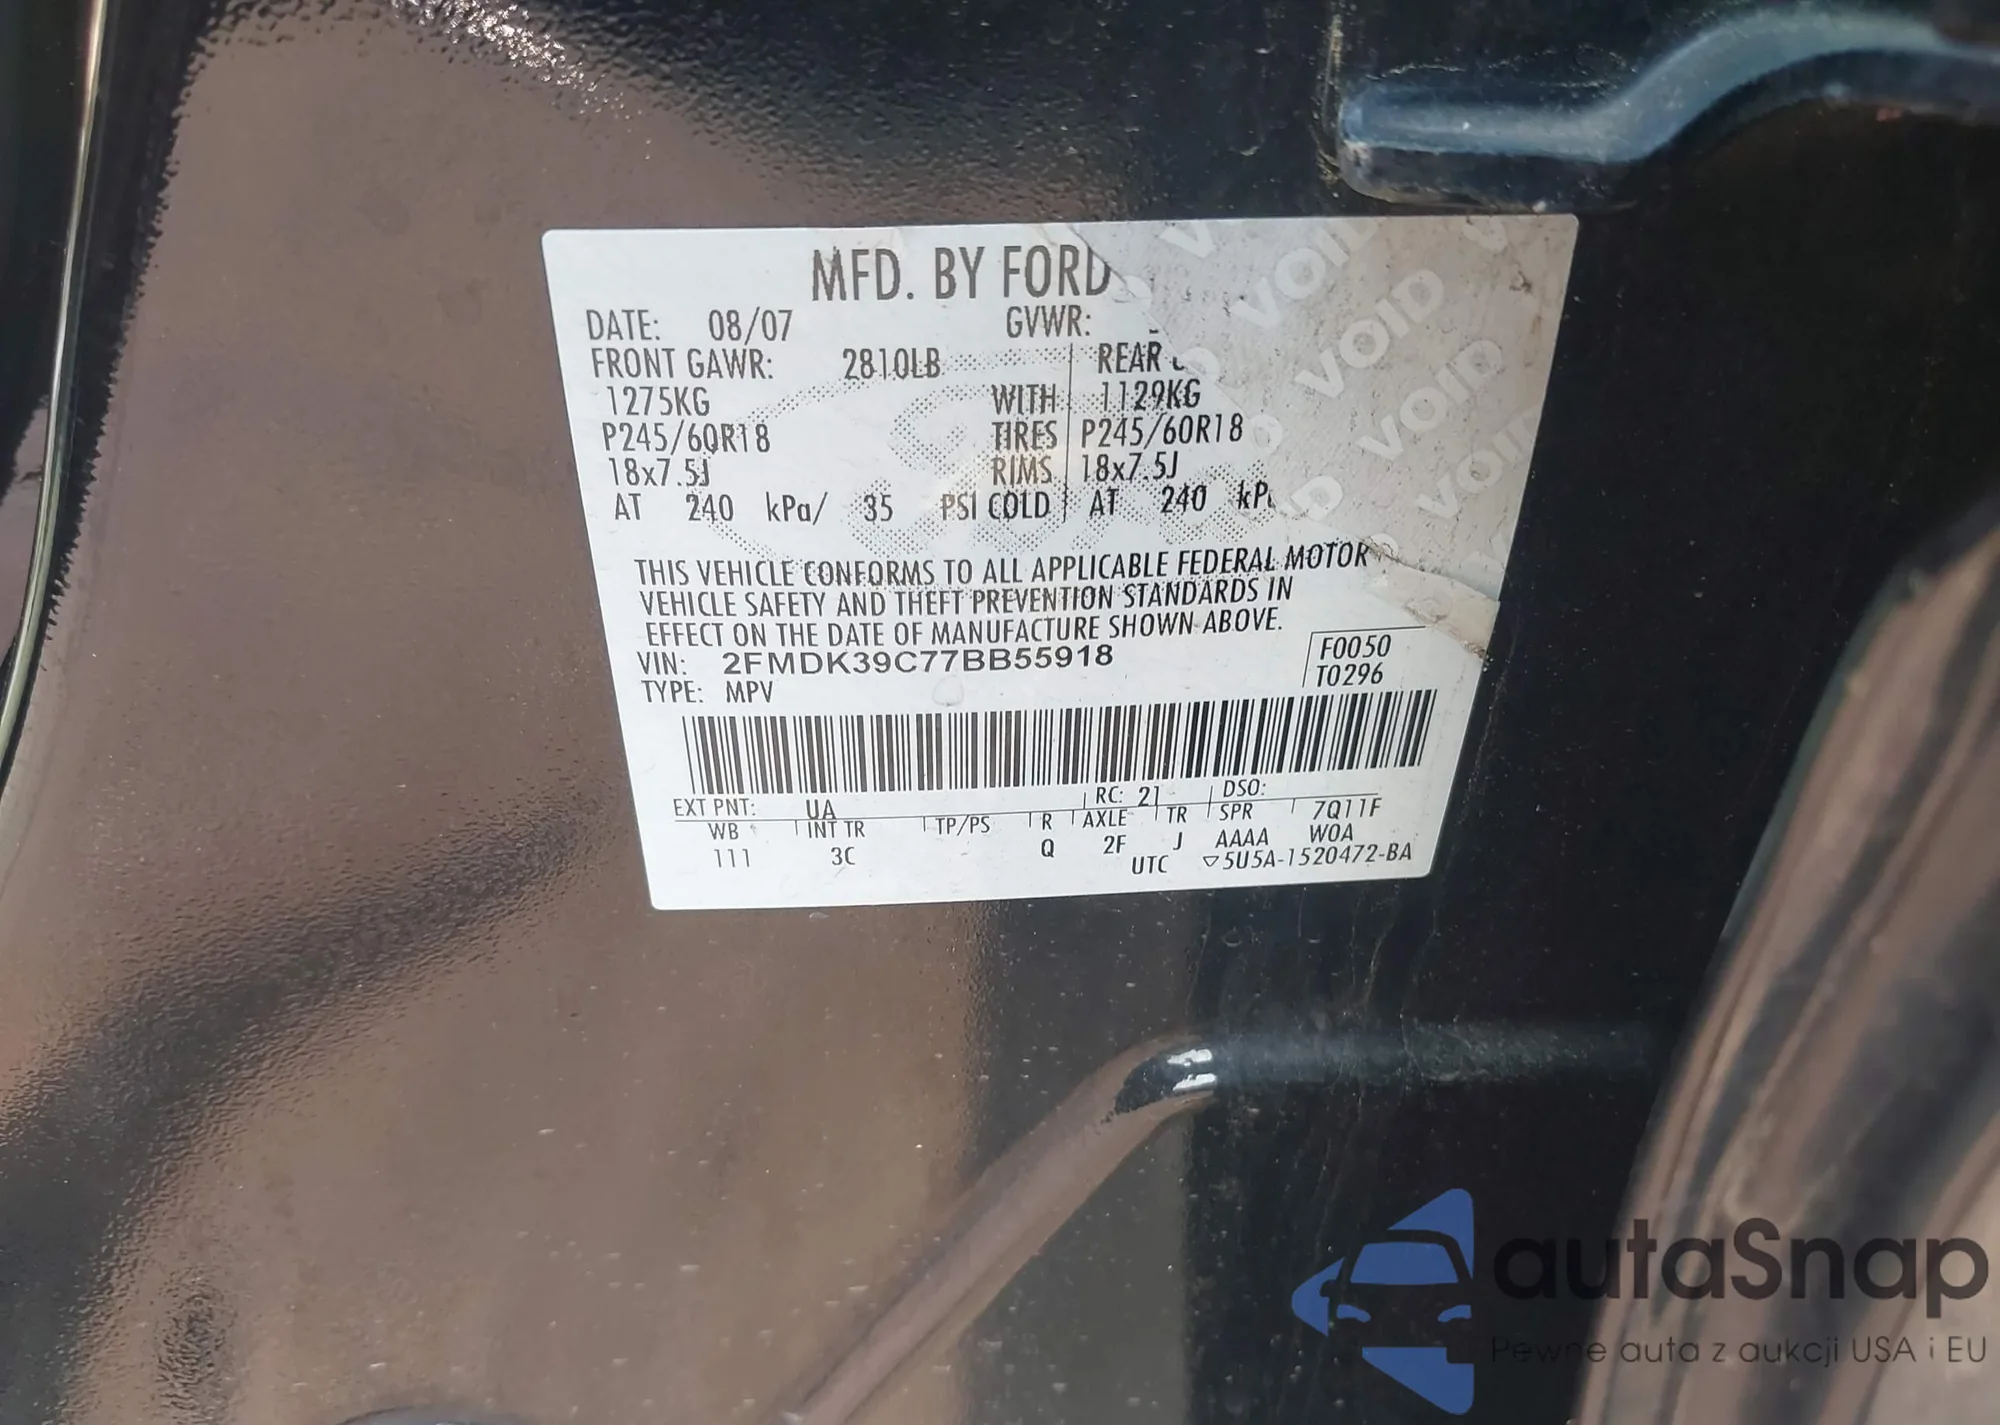 MFD. BY FORD
DATE: 08/07 GVWR:
FRONT GAWR: 2810LB REAR
1275KG WITH 1129KG
P245/60R18 TIRES P245/60R18
18x7.5J RIMS 18x7.5J
AT 240 kPa/ 35 PSI COLD AT 240
THIS VEHICLE CONFORMS TO ALL APPLICABLE FEDERAL MOTOR
VEHICLE SAFETY AND THEFT PREVENTION STANDARDS IN
EFFECT ON THE DATE OF MANUFACTURE SHOWN ABOVE.
VIN: 2FMDK39C77BB55918 F0050
TYPE: MPV T0296
EXT PNT: UA RC: 21 DSO:
WB INT TR TP/PS R AXLE TR SPR 7Q11F
111 3C Q 2F J AAAA W0A
UTC ▽5U5A-1520472-BA
VOID VOID
VOID
VOID
autaSnap
Pewne auta z aukcji USA i EU